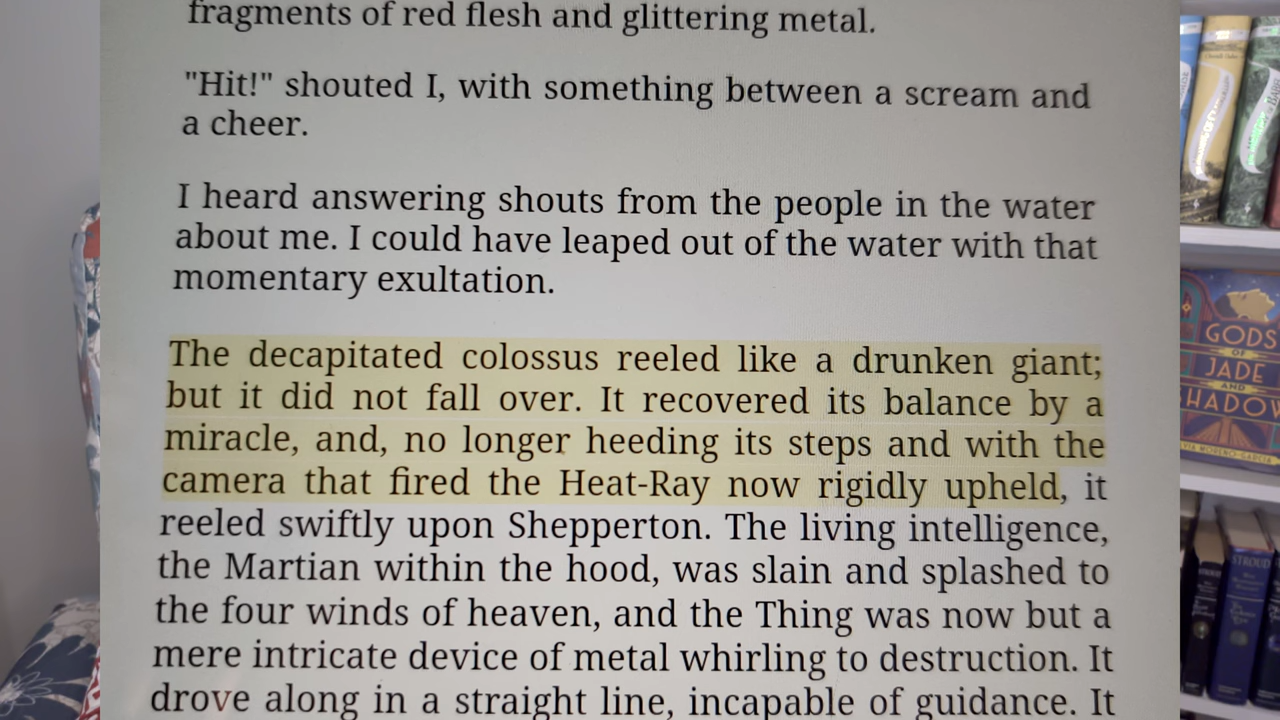 fragments of red flesh and glittering metal.
"Hit!" shouted I, with something between a scream and
a cheer.
I heard answering shouts from the people in the water
about me. I could have leaped out of the water with that
momentary exultation.
The decapitated colossus reeled like a drunken giant;
but it did not fall over. It recovered its balance by a
miracle, and, no longer heeding its steps and with the
camera that fired the Heat-Ray now rigidly upheld, it
reeled swiftly upon Shepperton. The living intelligence,
the Martian within the hood, was slain and splashed to
the four winds of heaven, and the Thing was now but a
mere intricate device of metal whirling to destruction. It
drove along in a straight line, incapable of guidance. It
GODS
OF
JADE
AND
SHADOW
STROUD